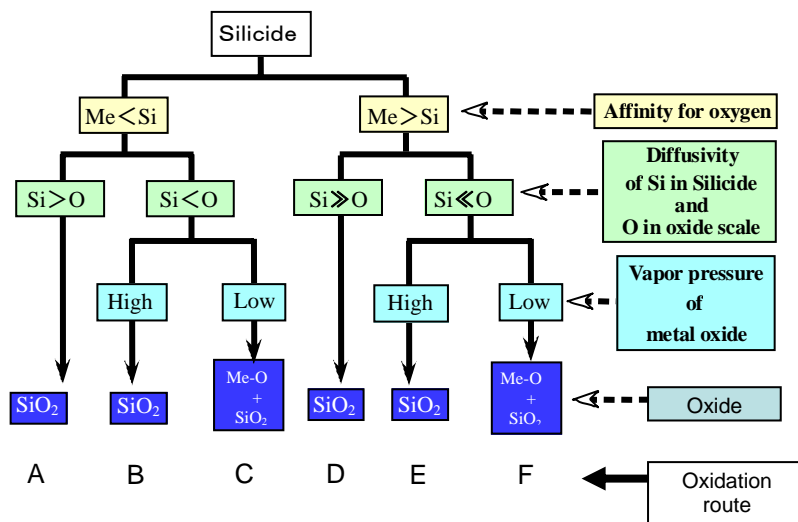 Silicide
Me<Si
Me>Si
Affinity for oxygen
Si>O
Si<O
Si≫O
Si≪O
Diffusivity
of Si in Silicide
and
O in oxide scale
High
Low
High
Low
Vapor pressure
of
metal oxide
SiO₂
SiO₂
Me-O
+
SiO₂
SiO₂
SiO₂
Me-O
+
SiO₂
Oxide
A B C D E F
Oxidation
route